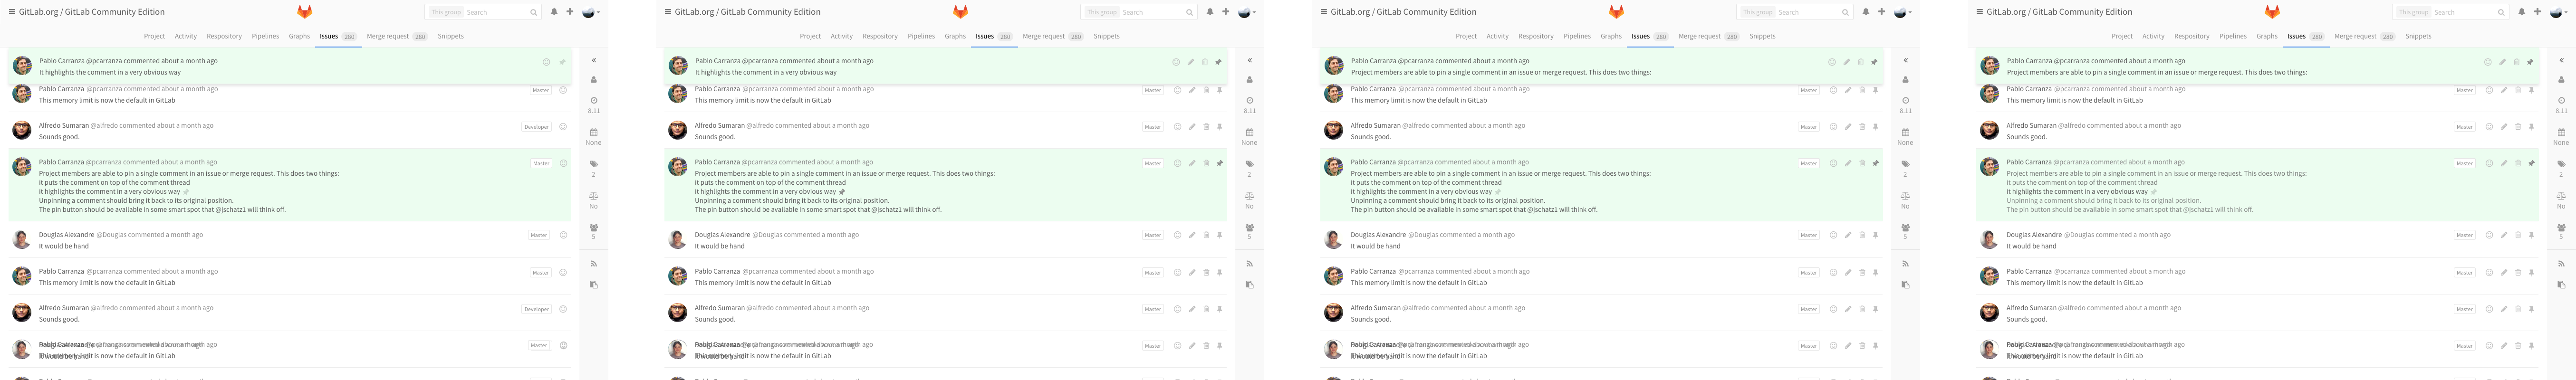 GitLab.org / GitLab Community Edition
This group Search
Project Activity Respository Pipelines Graphs Issues 280 Merge request 280 Snippets
Pablo Carranza @pcarranza commented about a month ago
It highlights the comment in a very obvious way
Pablo Carranza @pcarranza commented about a month ago
Master
This memory limit is now the default in GitLab
8.11
Alfredo Sumaran @alfredo commented about a month ago
Developer
Sounds good.
None
Pablo Carranza @pcarranza commented about a month ago
Master
Project members are able to pin a single comment in an issue or merge request. This does two things:
2
it puts the comment on top of the comment thread
it highlights the comment in a very obvious way
Unpinning a comment should bring it back to its original position.
No
The pin button should be available in some smart spot that @jschatz1 will think off.
Douglas Alexandre @Douglas commented a month ago
Master
5
It would be hand
Pablo Carranza @pcarranza commented about a month ago
Master
This memory limit is now the default in GitLab
Alfredo Sumaran @alfredo commented about a month ago
Developer
Sounds good.
Master
GitLab.org / GitLab Community Edition
This group Search
Project Activity Respository Pipelines Graphs Issues 280 Merge request 280 Snippets
Pablo Carranza @pcarranza commented about a month ago
It highlights the comment in a very obvious way
Pablo Carranza @pcarranza commented about a month ago
Master
This memory limit is now the default in GitLab
8.11
Alfredo Sumaran @alfredo commented about a month ago
Master
Sounds good.
None
Pablo Carranza @pcarranza commented about a month ago
Master
Project members are able to pin a single comment in an issue or merge request. This does two things:
2
it puts the comment on top of the comment thread
it highlights the comment in a very obvious way
Unpinning a comment should bring it back to its original position.
No
The pin button should be available in some smart spot that @jschatz1 will think off.
Douglas Alexandre @Douglas commented a month ago
Master
5
It would be hand
Pablo Carranza @pcarranza commented about a month ago
Master
This memory limit is now the default in GitLab
Alfredo Sumaran @alfredo commented about a month ago
Master
Sounds good.
Master
GitLab.org / GitLab Community Edition
This group Search
Project Activity Respository Pipelines Graphs Issues 280 Merge request 280 Snippets
Pablo Carranza @pcarranza commented about a month ago
Project members are able to pin a single comment in an issue or merge request. This does two things:
Pablo Carranza @pcarranza commented about a month ago
Master
This memory limit is now the default in GitLab
8.11
Alfredo Sumaran @alfredo commented about a month ago
Master
Sounds good.
None
Pablo Carranza @pcarranza commented about a month ago
Master
Project members are able to pin a single comment in an issue or merge request. This does two things:
2
it puts the comment on top of the comment thread
it highlights the comment in a very obvious way
Unpinning a comment should bring it back to its original position.
No
The pin button should be available in some smart spot that @jschatz1 will think off.
Douglas Alexandre @Douglas commented a month ago
Master
5
It would be hand
Pablo Carranza @pcarranza commented about a month ago
Master
This memory limit is now the default in GitLab
Alfredo Sumaran @alfredo commented about a month ago
Master
Sounds good.
Master
GitLab.org / GitLab Community Edition
This group Search
Project Activity Respository Pipelines Graphs Issues 280 Merge request 280 Snippets
Pablo Carranza @pcarranza commented about a month ago
Project members are able to pin a single comment in an issue or merge request. This does two things:
Pablo Carranza @pcarranza commented about a month ago
Master
This memory limit is now the default in GitLab
8.11
Alfredo Sumaran @alfredo commented about a month ago
Master
Sounds good.
None
Pablo Carranza @pcarranza commented about a month ago
Master
Project members are able to pin a single comment in an issue or merge request. This does two things:
2
it puts the comment on top of the comment thread
it highlights the comment in a very obvious way
Unpinning a comment should bring it back to its original position.
No
The pin button should be available in some smart spot that @jschatz1 will think off.
Douglas Alexandre @Douglas commented a month ago
Master
5
It would be hand
Pablo Carranza @pcarranza commented about a month ago
Master
This memory limit is now the default in GitLab
Alfredo Sumaran @alfredo commented about a month ago
Master
Sounds good.
Master